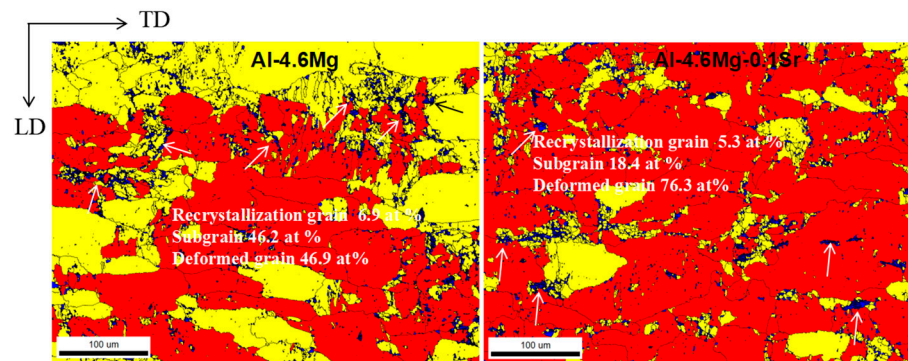 TD
LD
Al-4.6Mg
Recrystallization grain 6.9 at %
Subgrain 46.2 at %
Deformed grain 46.9 at%
100 um
Al-4.6Mg-0.1Sr
Recrystallization grain 5.3 at %
Subgrain 18.4 at %
Deformed grain 76.3 at%
100 um